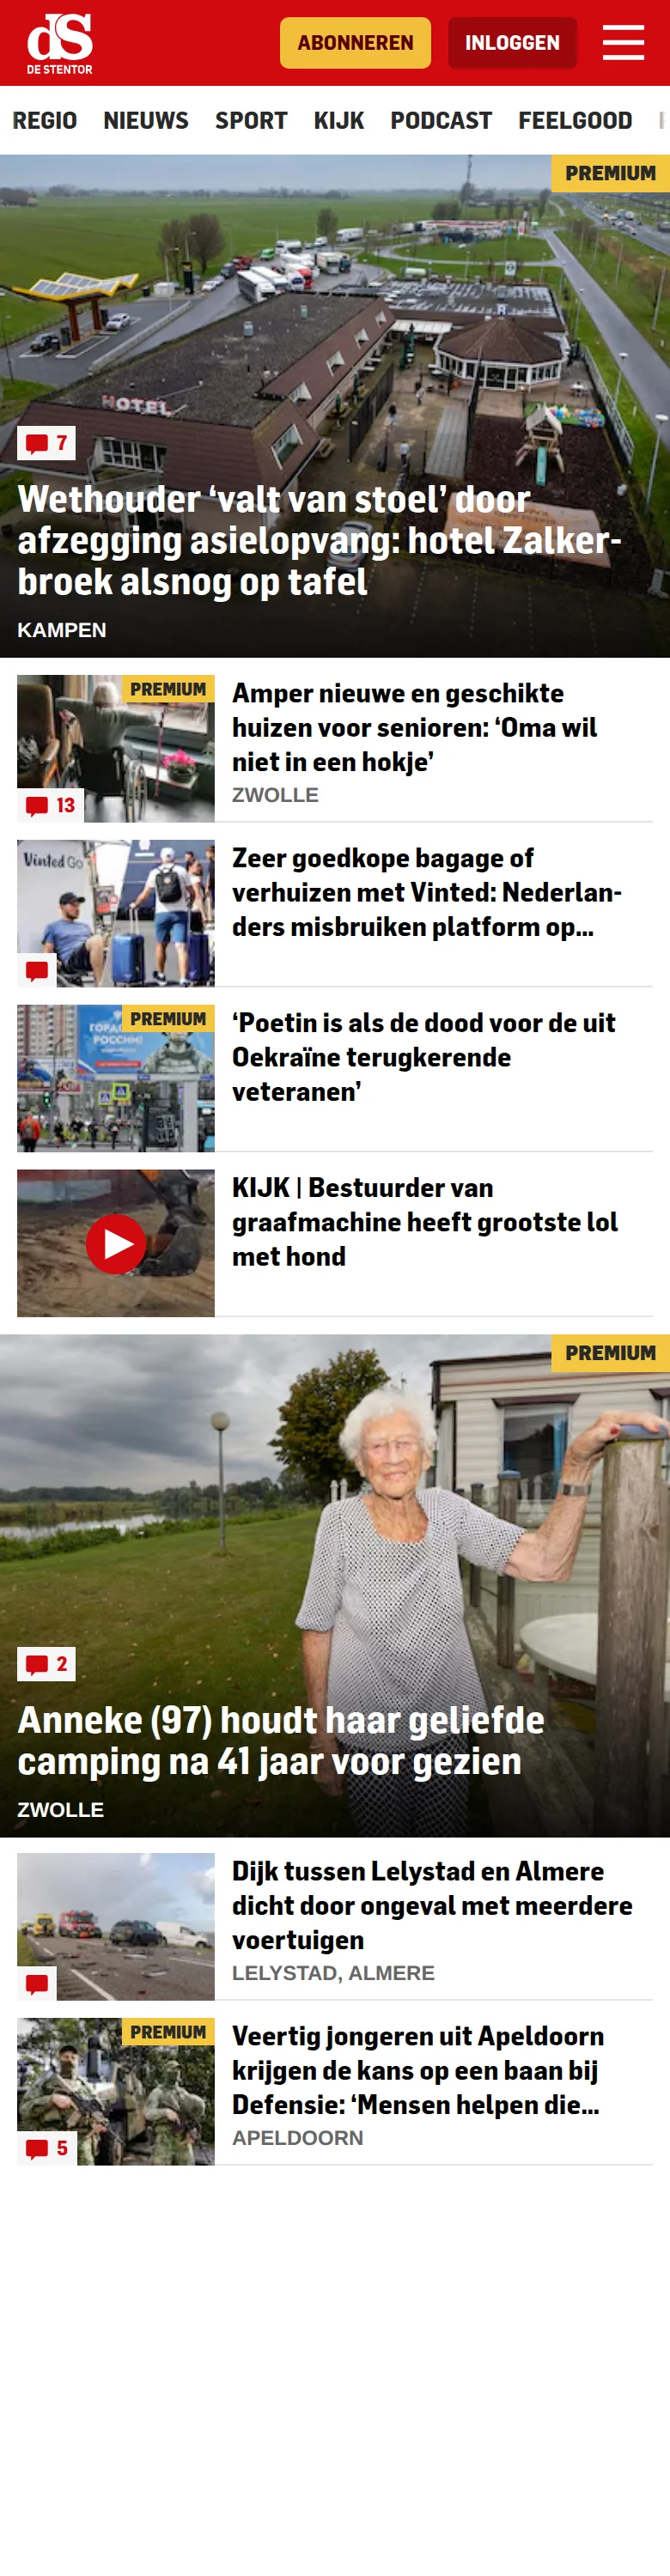 dS
DE STENTOR
ABONNEREN
INLOGGEN
REGIO NIEUWS SPORT KIJK PODCAST FEELGOOD
PREMIUM
HOTEL
7
Wethouder ‘valt van stoel’ door
afzegging asielopvang: hotel Zalker-
broek alsnog op tafel
KAMPEN
PREMIUM
13
Amper nieuwe en geschikte
huizen voor senioren: ‘Oma wil
niet in een hokje’
ZWOLLE
Vinted Go
Zeer goedkope bagage of
verhuizen met Vinted: Nederlan-
ders misbruiken platform op...
PREMIUM
РОССИИ!
‘Poetin is als de dood voor de uit
Oekraïne terugkerende
veteranen’
KIJK | Bestuurder van
graafmachine heeft grootste lol
met hond
PREMIUM
2
Anneke (97) houdt haar geliefde
camping na 41 jaar voor gezien
ZWOLLE
Dijk tussen Lelystad en Almere
dicht door ongeval met meerdere
voertuigen
LELYSTAD, ALMERE
PREMIUM
5
Veertig jongeren uit Apeldoorn
krijgen de kans op een baan bij
Defensie: ‘Mensen helpen die...
APELDOORN